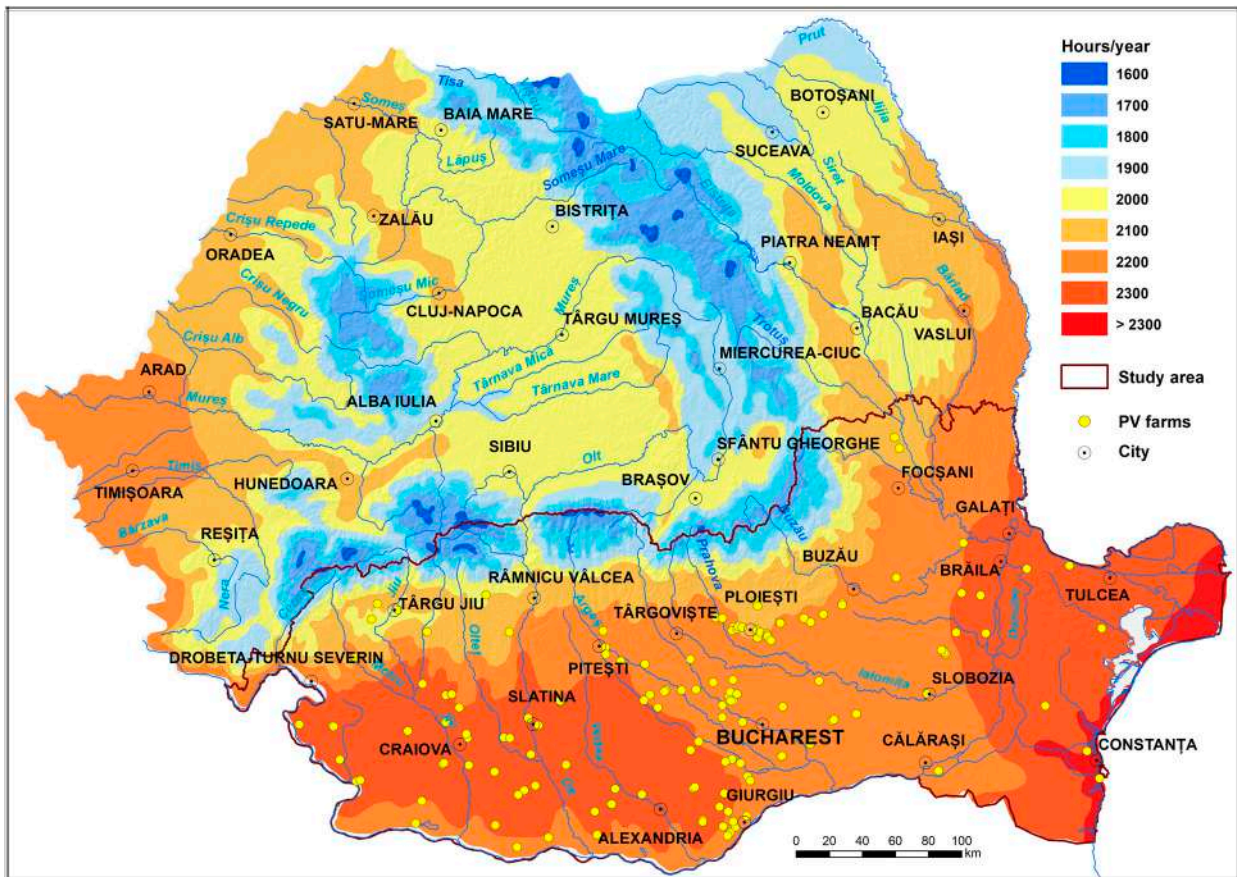 Prut
Hours/year
1600
1700
1800
1900
2000
2100
2200
2300
> 2300
Study area
PV farms
City
Tisa
Someș
SATU-MARE
BAIA MARE
Lăpuș
BOTOȘANI
Jijia
SUCEAVA
Siret
Moldova
Someșu Mare
Bistrița
ZALĂU
BISTRIȚA
Crișu Repede
ORADEA
PIATRA NEAMȚ
IAȘI
Bârlad
Crișu Negru
Someșu Mic
CLUJ-NAPOCA
Mureș
TÂRGU MUREȘ
Trotuș
BACĂU
VASLUI
Crișu Alb
MIERCUREA-CIUC
ARAD
Mureș
Târnava Mică
Târnava Mare
ALBA IULIA
SIBIU
Olt
SFÂNTU GHEORGHE
FOCȘANI
Timiș
TIMIȘOARA
HUNEDOARA
BRAȘOV
GALAȚI
Bârzava
REȘIȚA
Buzău
BUZĂU
Prahova
BRĂILA
TULCEA
Nera
Jiu
RÂMNICU VÂLCEA
PLOIEȘTI
TÂRGU JIU
Argeș
TÂRGOVIȘTE
Olteț
Dunărea
DROBETA-TURNU SEVERIN
PITEȘTI
Ialomița
SLOBOZIA
SLATINA
Vedea
BUCHAREST
CRAIOVA
CĂLĂRAȘI
CONSTANȚA
Olt
GIURGIU
ALEXANDRIA
0 20 40 60 80 100
km